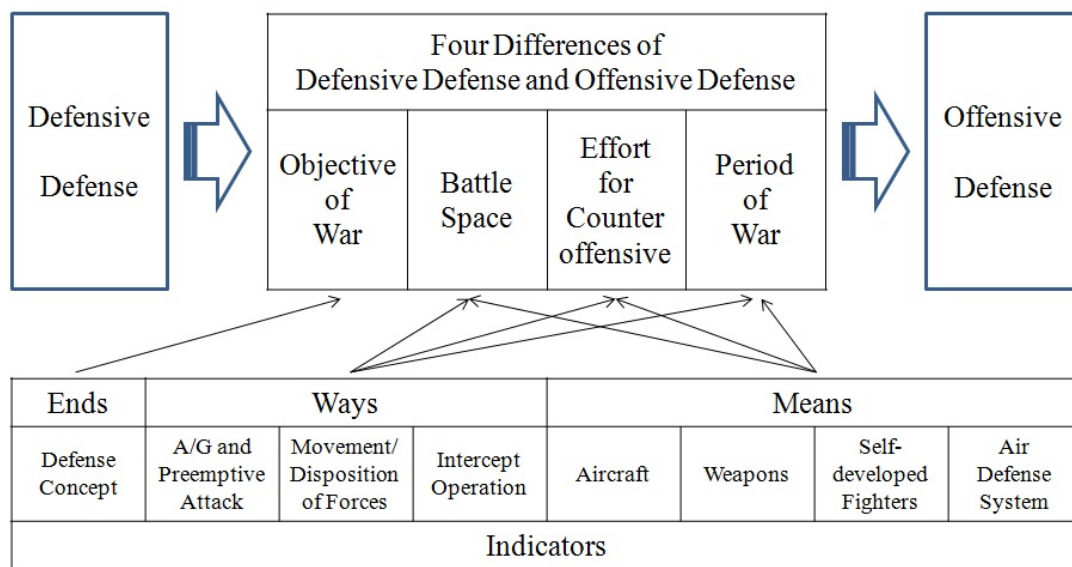 Defensive
Defense
Four Differences of
Defensive Defense and Offensive Defense
Objective
of
War
Battle
Space
Effort
for
Counter
offensive
Period
of
War
Offensive
Defense
Ends
Ways
Means
Defense
Concept
A/G and
Preemptive
Attack
Movement/
Disposition
of Forces
Intercept
Operation
Aircraft
Weapons
Self-
developed
Fighters
Air
Defense
System
Indicators